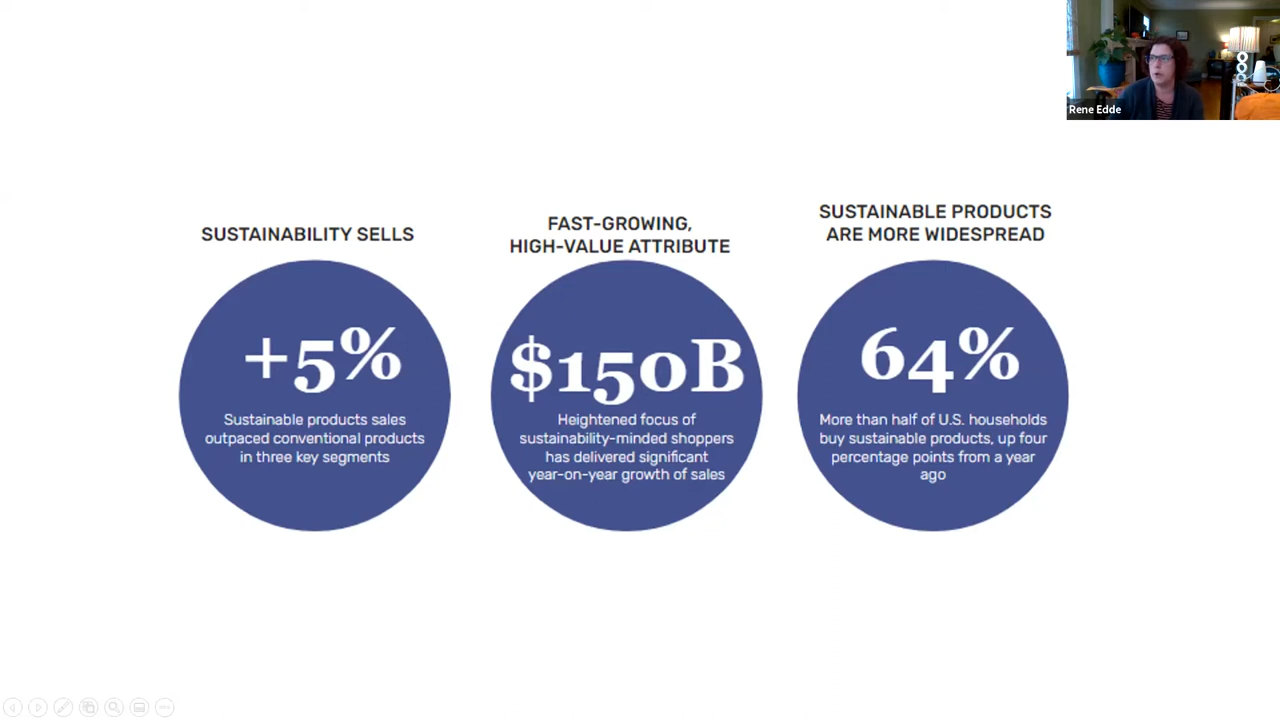 Rene Edde
SUSTAINABILITY SELLS
+5%
Sustainable products sales
outpaced conventional products
in three key segments
FAST-GROWING,
HIGH-VALUE ATTRIBUTE
$150B
Heightened focus of
sustainability-minded shoppers
has delivered significant
year-on-year growth of sales
SUSTAINABLE PRODUCTS
ARE MORE WIDESPREAD
64%
More than half of U.S. households
buy sustainable products, up four
percentage points from a year
ago